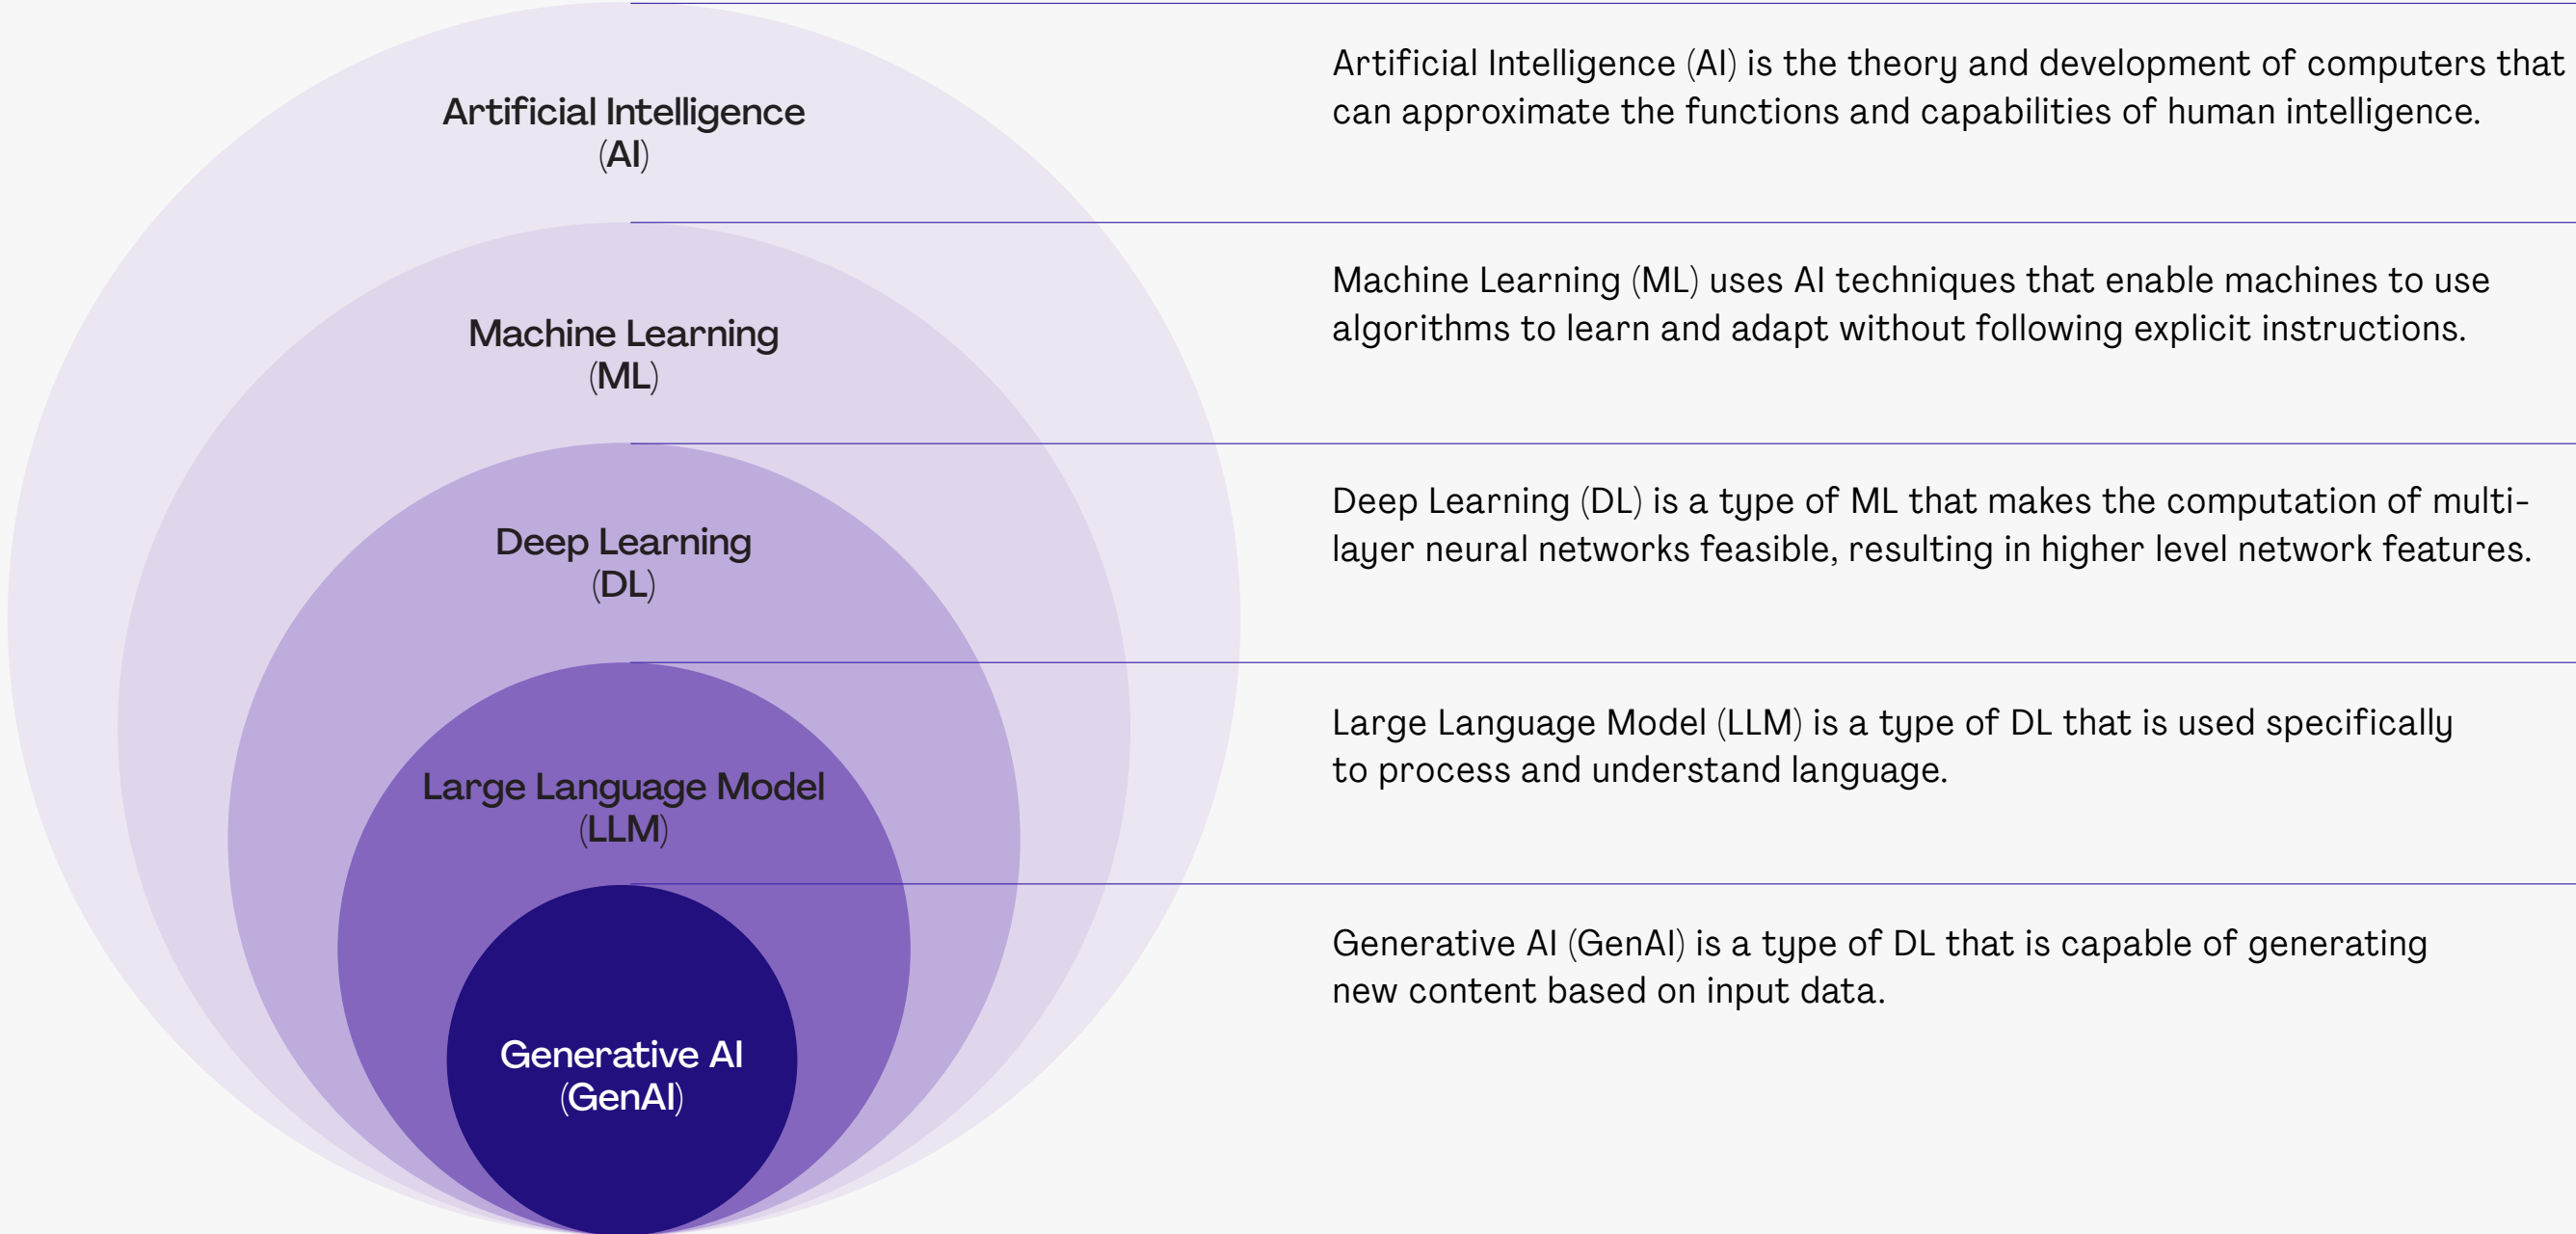 Artificial Intelligence
(AI)
Artificial Intelligence (AI) is the theory and development of computers that
can approximate the functions and capabilities of human intelligence.
Machine Learning
(ML)
Machine Learning (ML) uses AI techniques that enable machines to use
algorithms to learn and adapt without following explicit instructions.
Deep Learning
(DL)
Deep Learning (DL) is a type of ML that makes the computation of multi-
layer neural networks feasible, resulting in higher level network features.
Large Language Model
(LLM)
Large Language Model (LLM) is a type of DL that is used specifically
to process and understand language.
Generative AI
(GenAI)
Generative AI (GenAI) is a type of DL that is capable of generating
new content based on input data.